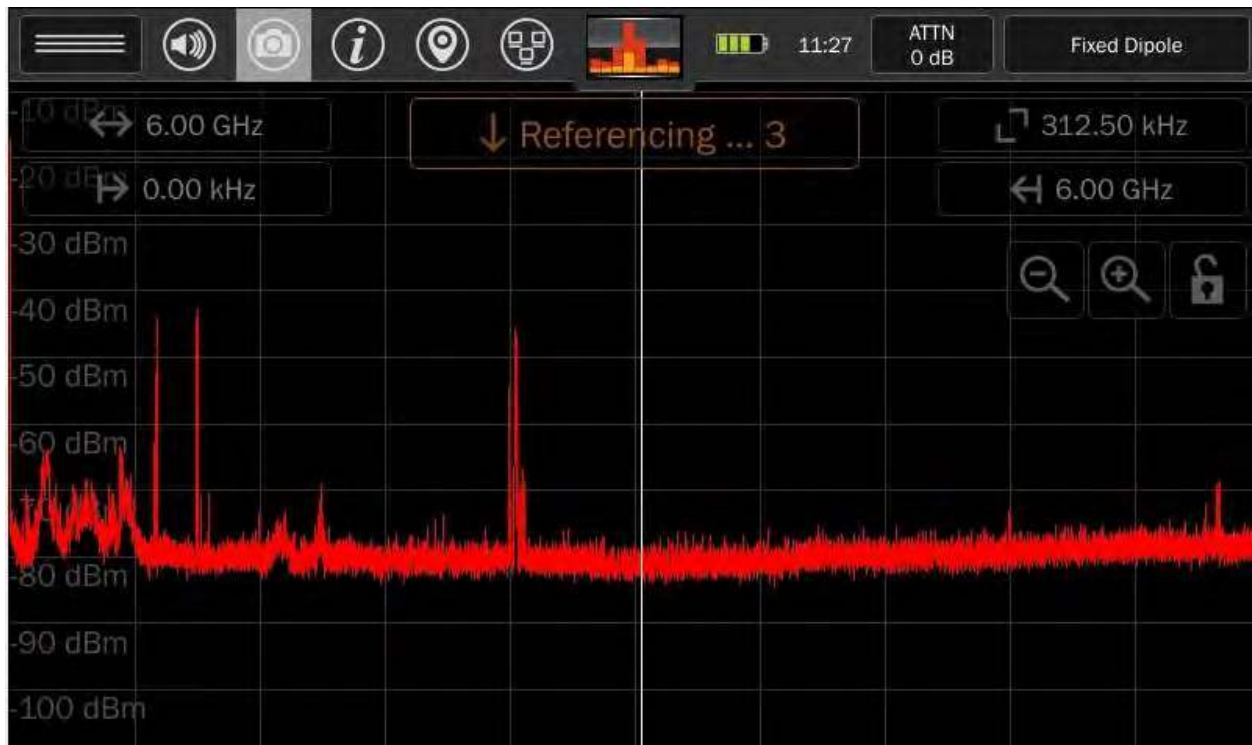 11:27
ATTN
0 dB
Fixed Dipole
-10 dBm
6.00 GHz
Referencing ... 3
312.50 kHz
-20 dBm
0.00 kHz
6.00 GHz
-30 dBm
-40 dBm
-50 dBm
-60 dBm
-80 dBm
-90 dBm
-100 dBm